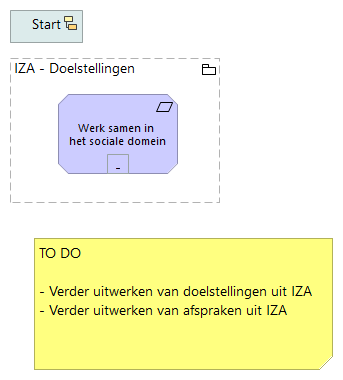 Start
IZA - Doelstellingen
Werk samen in
het sociale domein
-
TO DO
- Verder uitwerken van doelstellingen uit IZA
- Verder uitwerken van afspraken uit IZA